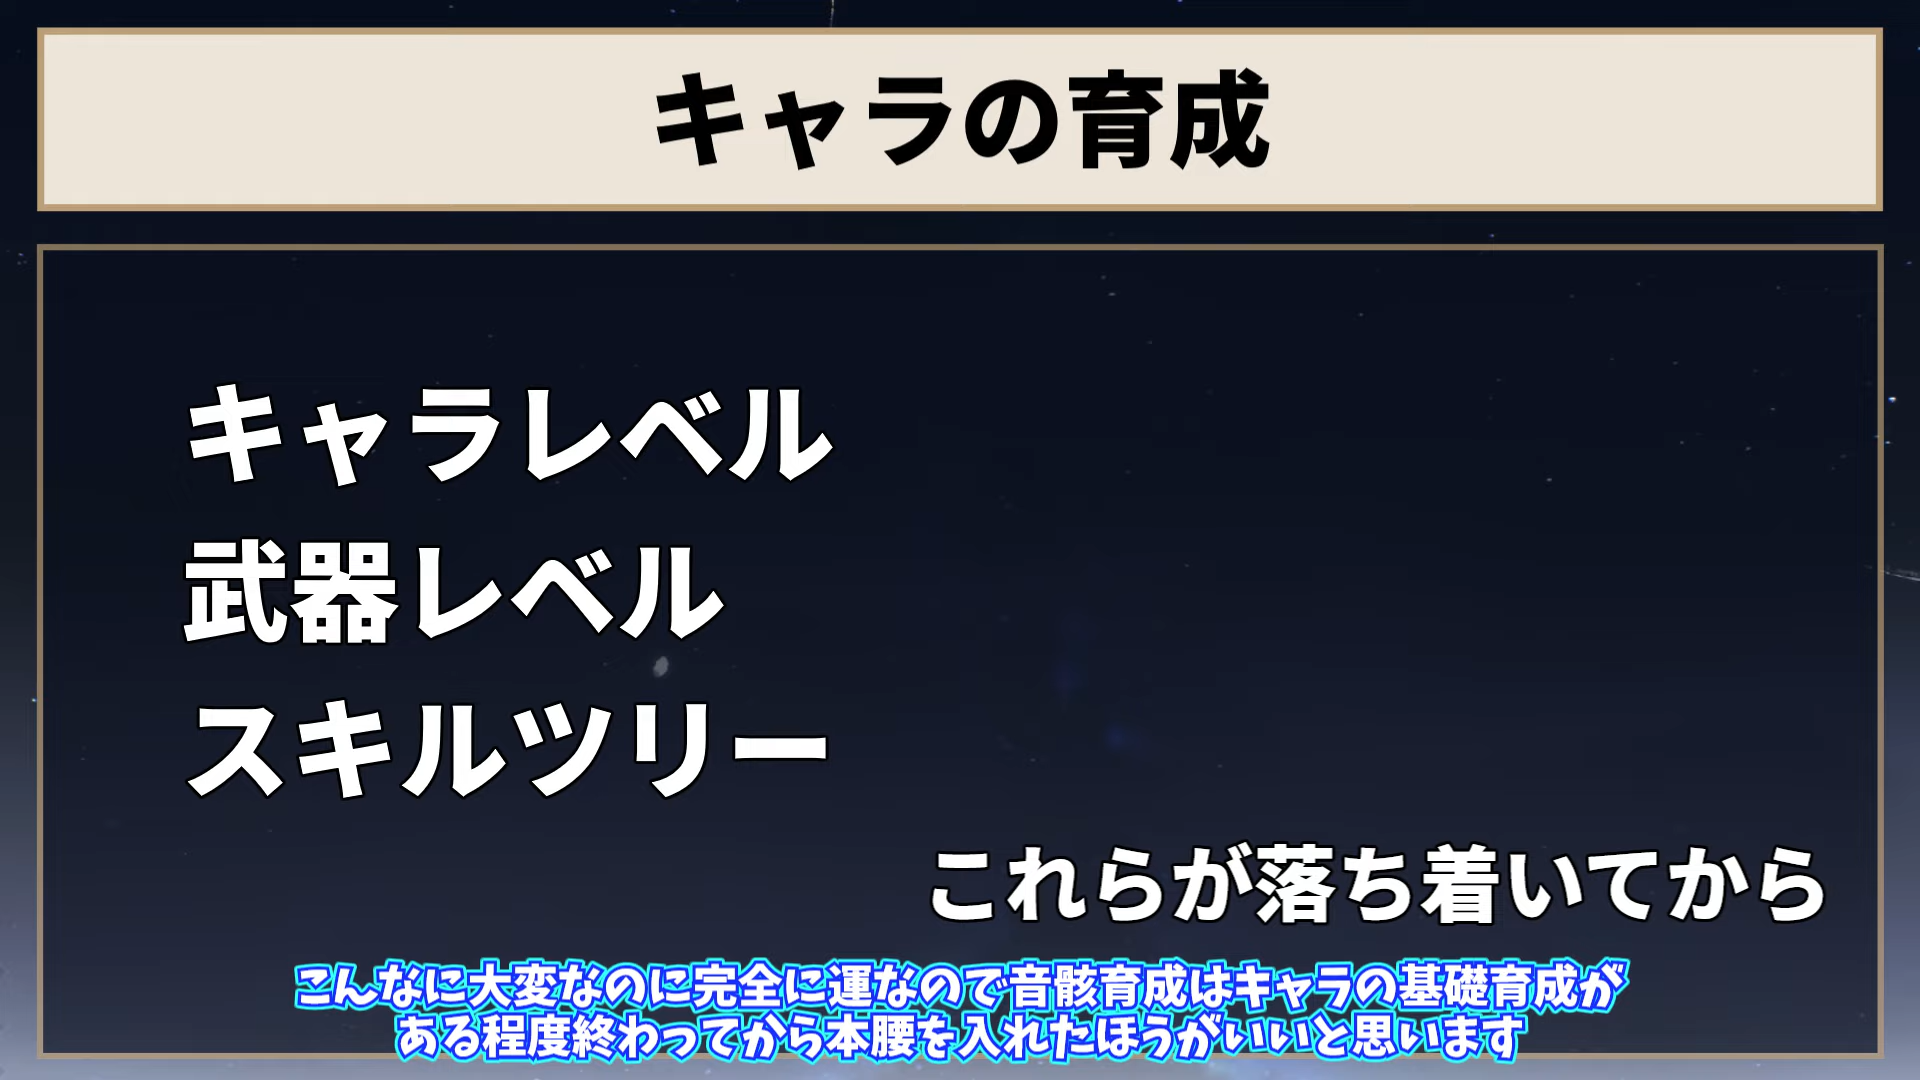 キャラの育成
キャラレベル
武器レベル
スキルツリー
これらが落ち着いてから
こんなに大変なのに完全に運なので音骸育成はキャラの基礎育成が
ある程度終わってから本腰を入れたほうがいいと思います